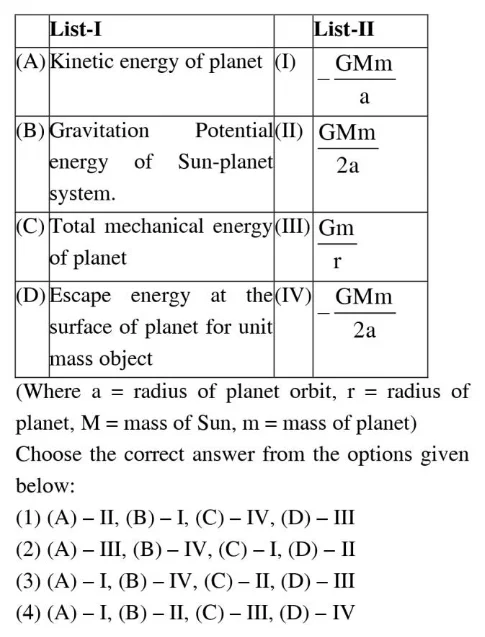 List-I List-II
(A) Kinetic energy of planet (I) − GMm
a
(B) Gravitation Potential (II) GMm
energy of Sun-planet 2a
system.
(C) Total mechanical energy (III) Gm
of planet r
(D) Escape energy at the (IV) − GMm
surface of planet for unit 2a
mass object
(Where a = radius of planet orbit, r = radius of
planet, M = mass of Sun, m = mass of planet)
Choose the correct answer from the options given
below:
(1) (A) – II, (B) – I, (C) – IV, (D) – III
(2) (A) – III, (B) – IV, (C) – I, (D) – II
(3) (A) – I, (B) – IV, (C) – II, (D) – III
(4) (A) – I, (B) – II, (C) – III, (D) – IV